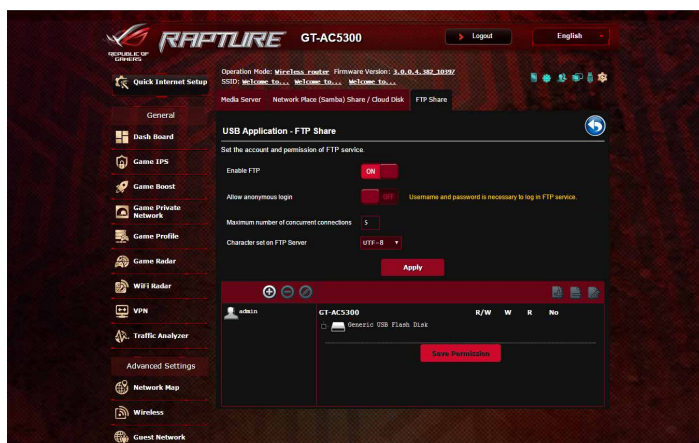 REPUBLIC OF
GAMERS
RAPTURE
GT-AC5300
Logout
English
Quick Internet Setup
Operation Mode: Wireless router Firmware Version: 3.0.0.4.382_10397
SSID: Welcome to... Welcome to... Welcome to...
Media Server Network Place (Samba) Share / Cloud Disk FTP Share
General
Dash Board
Game IPS
Game Boost
Game Private
Network
Game Profile
Game Radar
WiFi Radar
VPN
Traffic Analyzer
Advanced Settings
Network Map
Wireless
Guest Network
USB Application - FTP Share
Set the account and permission of FTP service.
Enable FTP ON
Allow anonymous login OFF Username and password is necessary to log in FTP service.
Maximum number of concurrent connections 5
Character set on FTP Server UTF-8
Apply
admin
GT-AC5300 R/W W R No
Generic USB Flash Disk
Save Permission